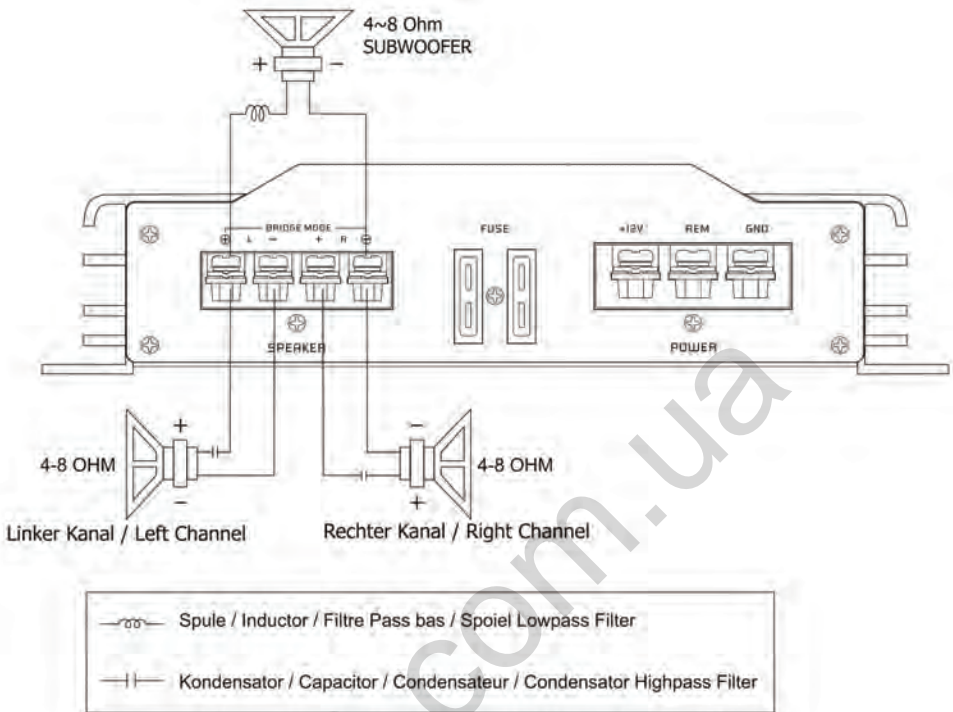 4~8 Ohm
SUBWOOFER
+ −
BRIDGE MODE
⊕ L − + R ⊖
FUSE
+12V REM GND
SPEAKER
POWER
+
4-8 OHM
−
Linker Kanal / Left Channel
−
4-8 OHM
+
Rechter Kanal / Right Channel
Spule / Inductor / Filtre Pass bas / Spoiel Lowpass Filter
Kondensator / Capacitor / Condensateur / Condensator Highpass Filter
com.ua